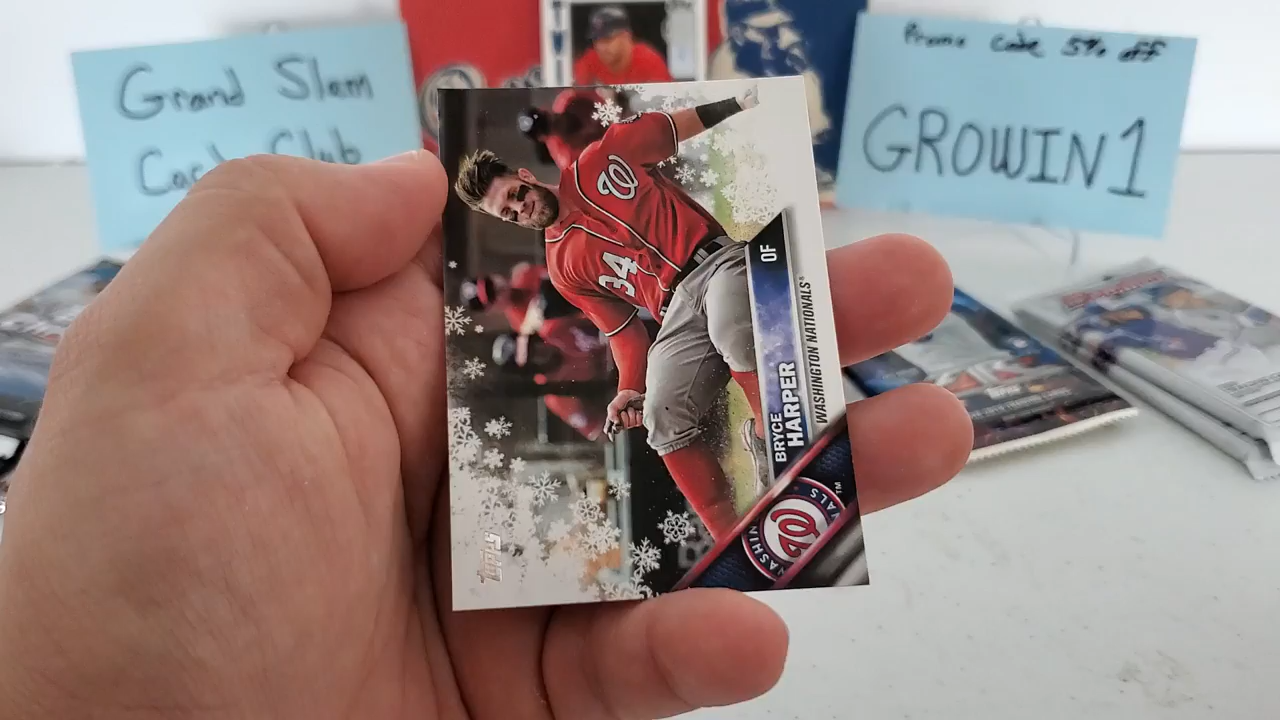 Grand Slam
Card Club
Promo Code 5% off
GROWIN1
W
34
OF
BRYCE
HARPER
WASHINGTON NATIONALS
Topps
W